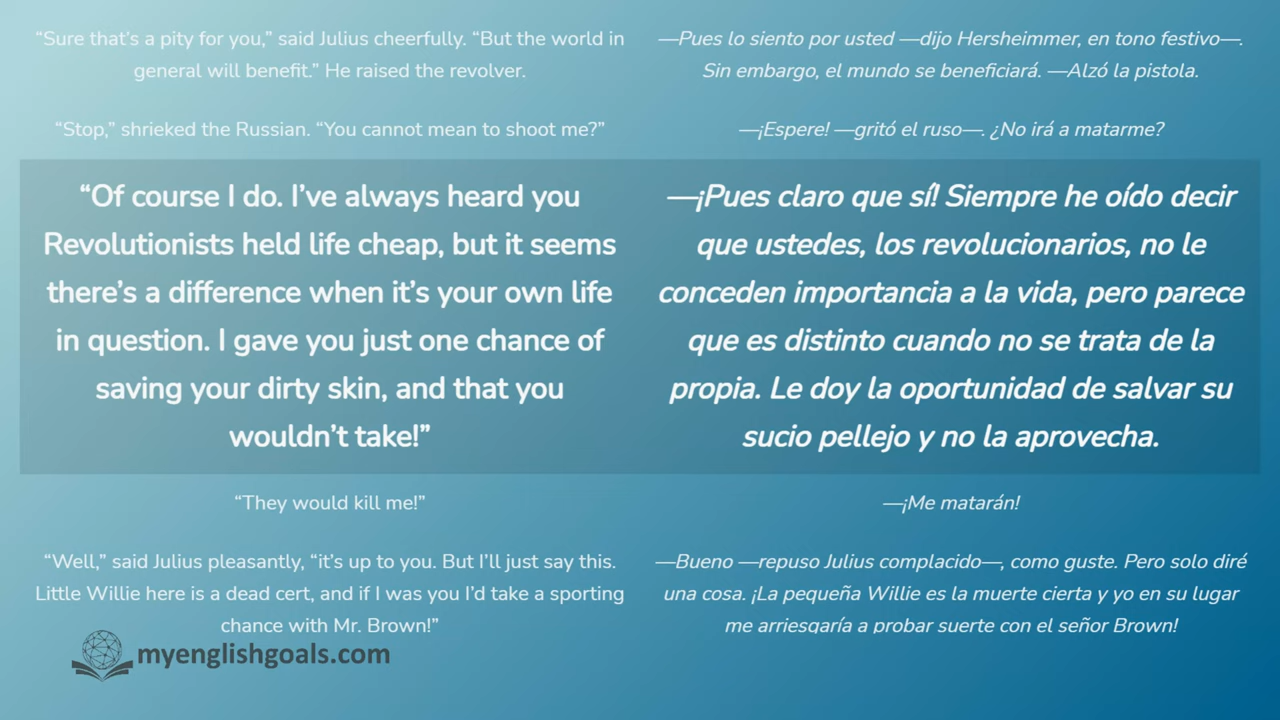 “Sure that’s a pity for you,” said Julius cheerfully. “But the world in
general will benefit.” He raised the revolver.
“Stop,” shrieked the Russian. “You cannot mean to shoot me?”
“Of course I do. I’ve always heard you
Revolutionists held life cheap, but it seems
there’s a difference when it’s your own life
in question. I gave you just one chance of
saving your dirty skin, and that you
wouldn’t take!”
“They would kill me!”
“Well,” said Julius pleasantly, “it’s up to you. But I’ll just say this.
Little Willie here is a dead cert, and if I was you I’d take a sporting
chance with Mr. Brown!”
—Pues lo siento por usted —dijo Hersheimmer, en tono festivo—.
Sin embargo, el mundo se beneficiará. —Alzó la pistola.
—¡Espere! —gritó el ruso—. ¿No irá a matarme?
—¡Pues claro que sí! Siempre he oído decir
que ustedes, los revolucionarios, no le
conceden importancia a la vida, pero parece
que es distinto cuando no se trata de la
propia. Le doy la oportunidad de salvar su
sucio pellejo y no la aprovecha.
—¡Me matarán!
—Bueno —repuso Julius complacido—, como guste. Pero solo diré
una cosa. ¡La pequeña Willie es la muerte cierta y yo en su lugar
me arriesgaría a probar suerte con el señor Brown!
myenglishgoals.com